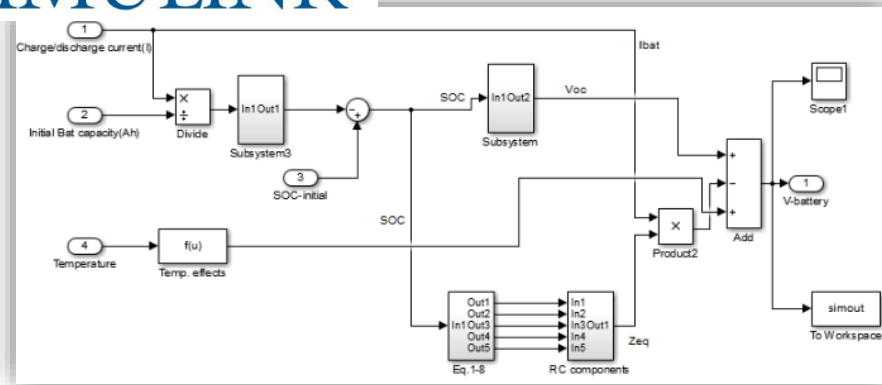 IMULINK
1
Charge/discharge current(I)
Ibat
2
Initial Bat capacity(Ah)
×
÷
Divide
In1 Out1
Subsystem3
-
+
3
SOC-initial
SOC
In1 Out2
Subsystem
Voc
Scope1
+
-
+
Add
1
V-battery
SOC
4
Temperature
f(u)
Temp. effects
×
Product2
In1
Out1
Out2
Out3
Out4
Out5
Eq.1-8
In1
In2
In3
In4
In5
Out1
RC components
Zeq
simout
To Workspace